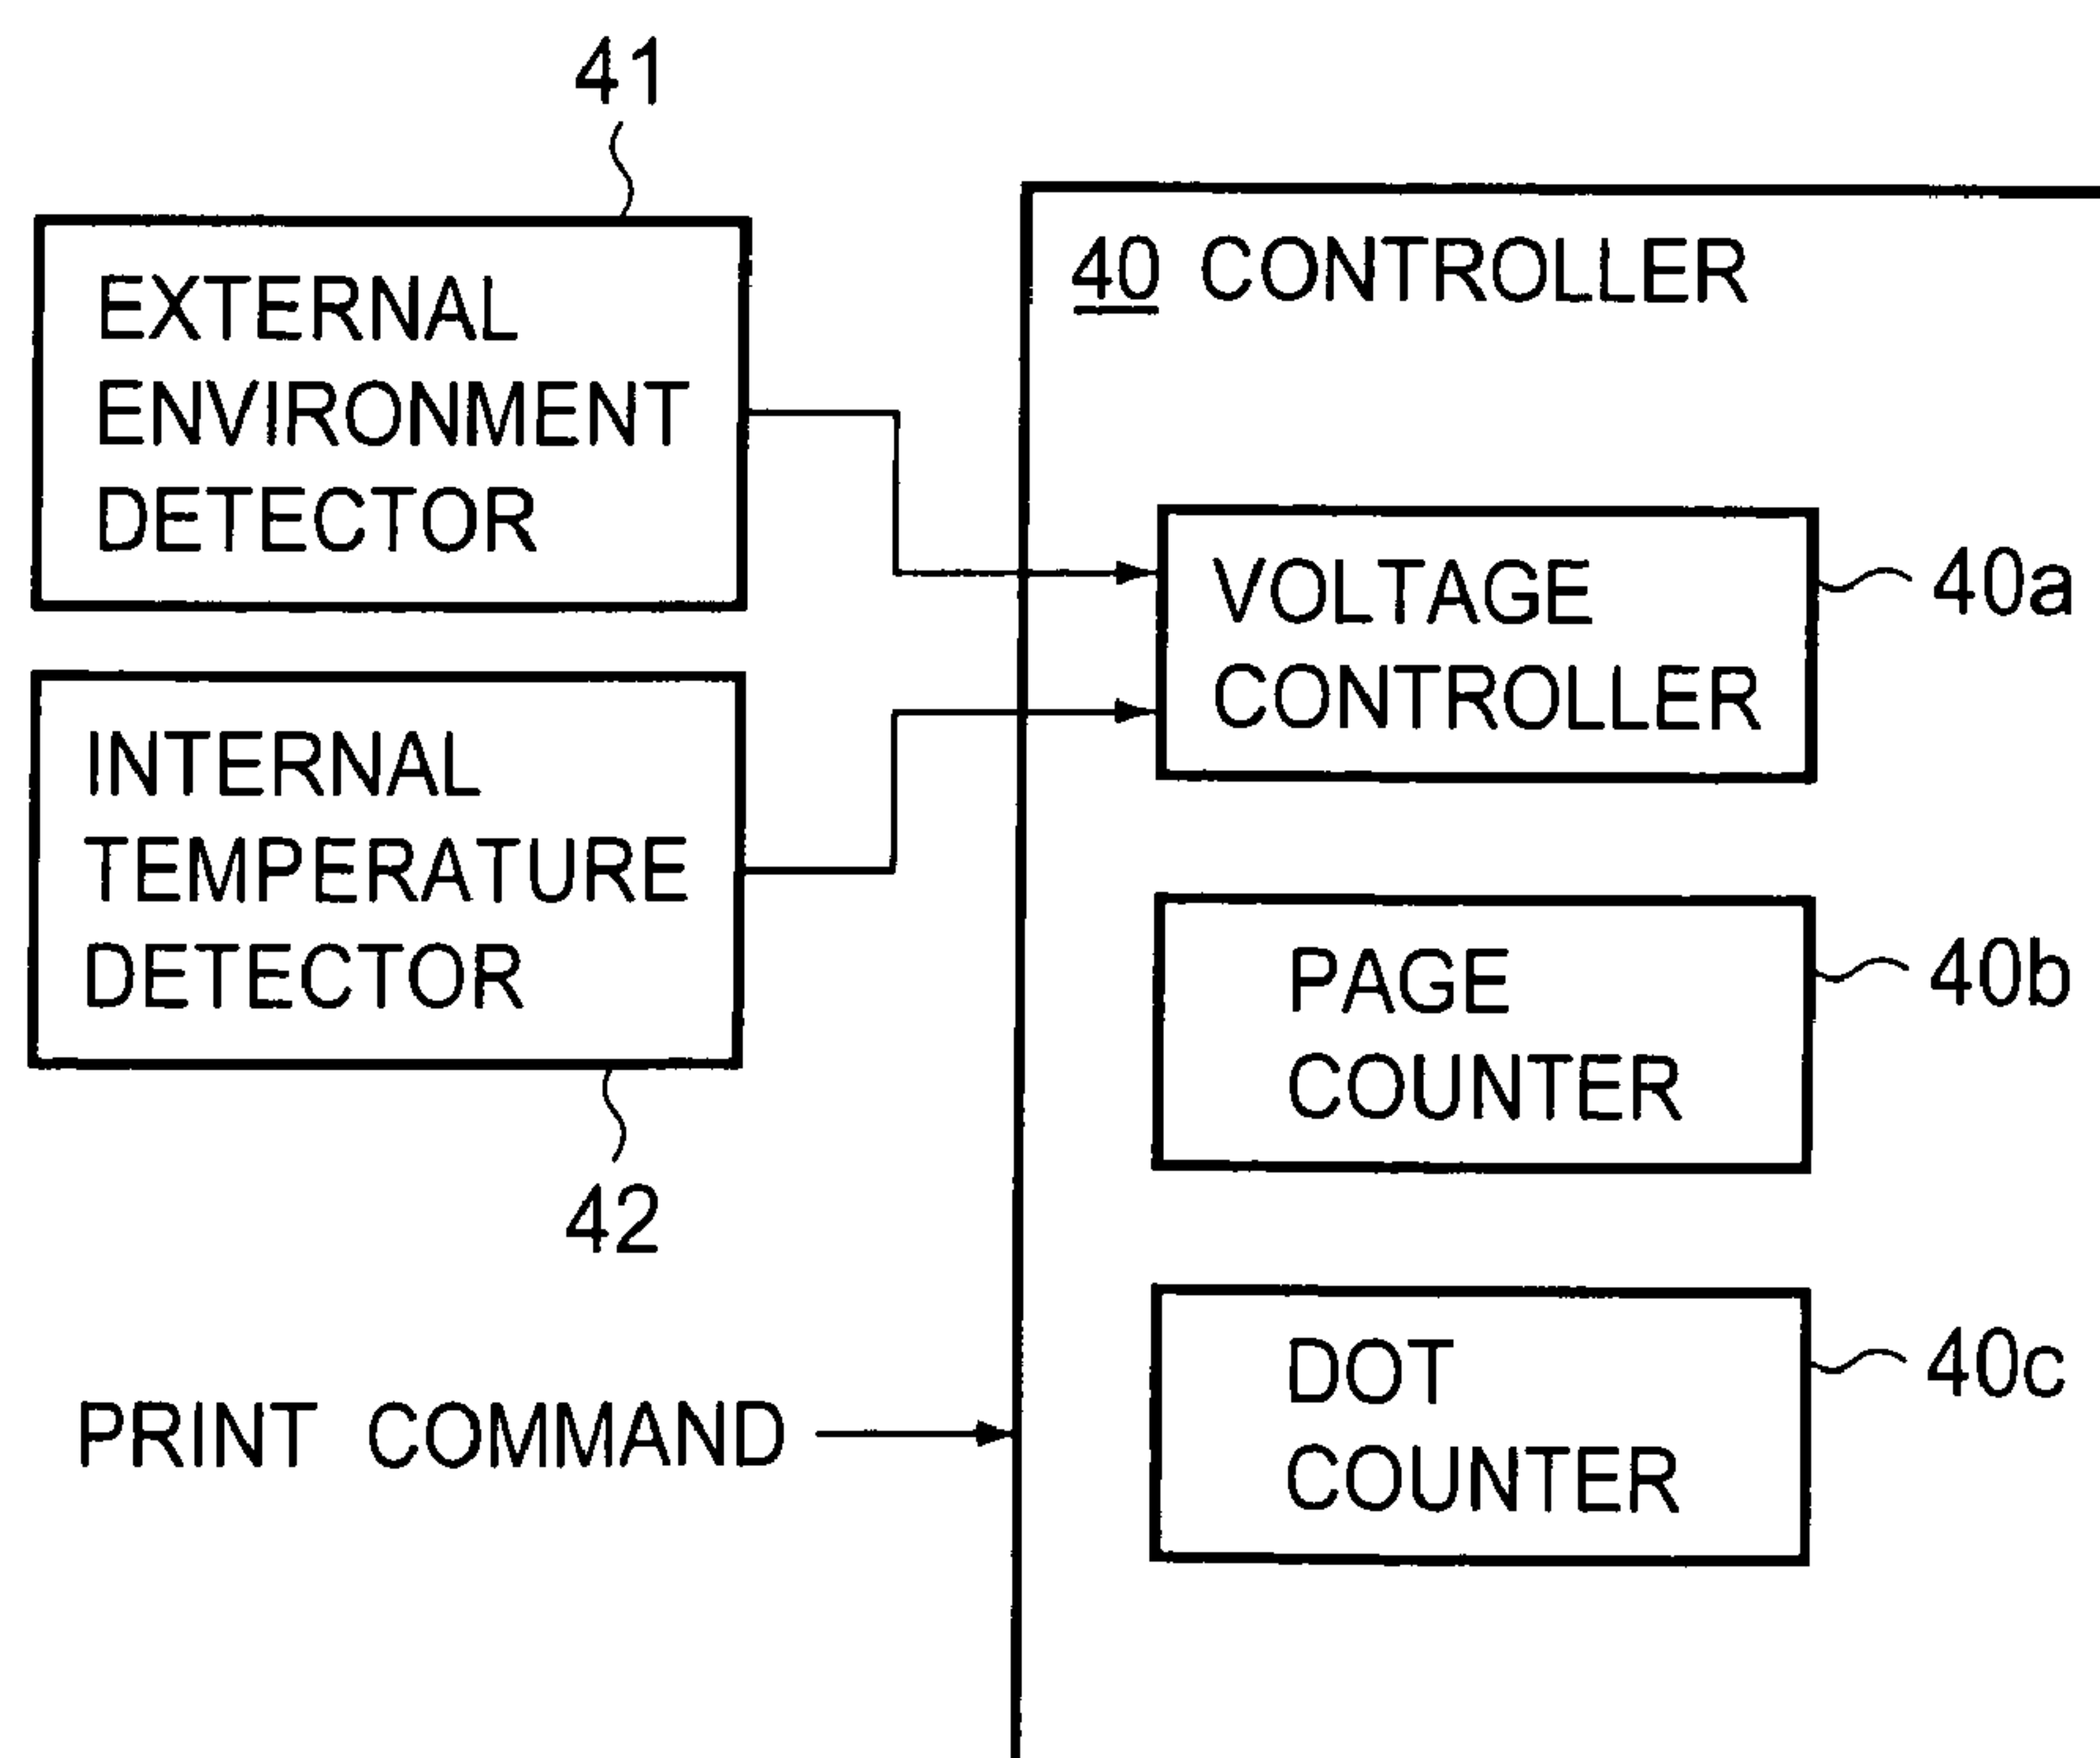 41
EXTERNAL
ENVIRONMENT
DETECTOR
INTERNAL
TEMPERATURE
DETECTOR
42
PRINT COMMAND
40 CONTROLLER
VOLTAGE
CONTROLLER
40a
PAGE
COUNTER
40b
DOT
COUNTER
40c